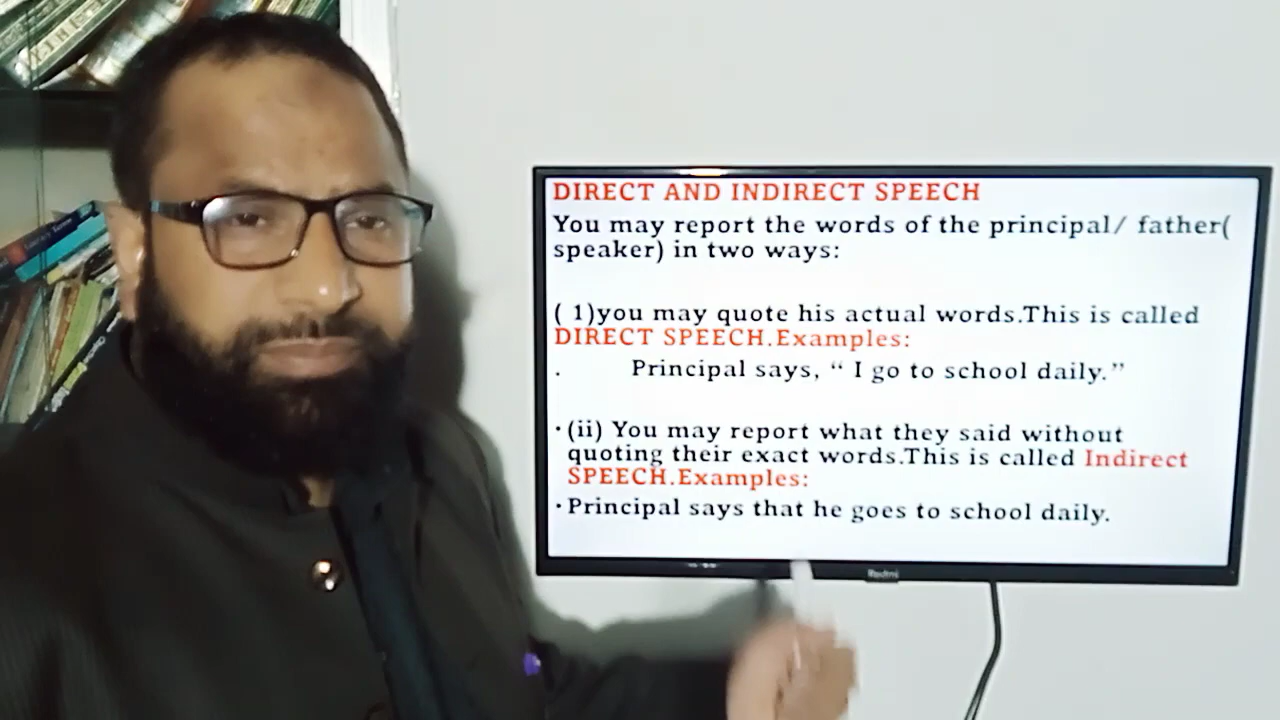 DIRECT AND INDIRECT SPEECH
You may report the words of the principal/ father(
speaker) in two ways:
( 1)you may quote his actual words.This is called
DIRECT SPEECH.Examples:
. Principal says, “ I go to school daily.”
•(ii) You may report what they said without
quoting their exact words.This is called Indirect
SPEECH.Examples:
•Principal says that he goes to school daily.
Redmi